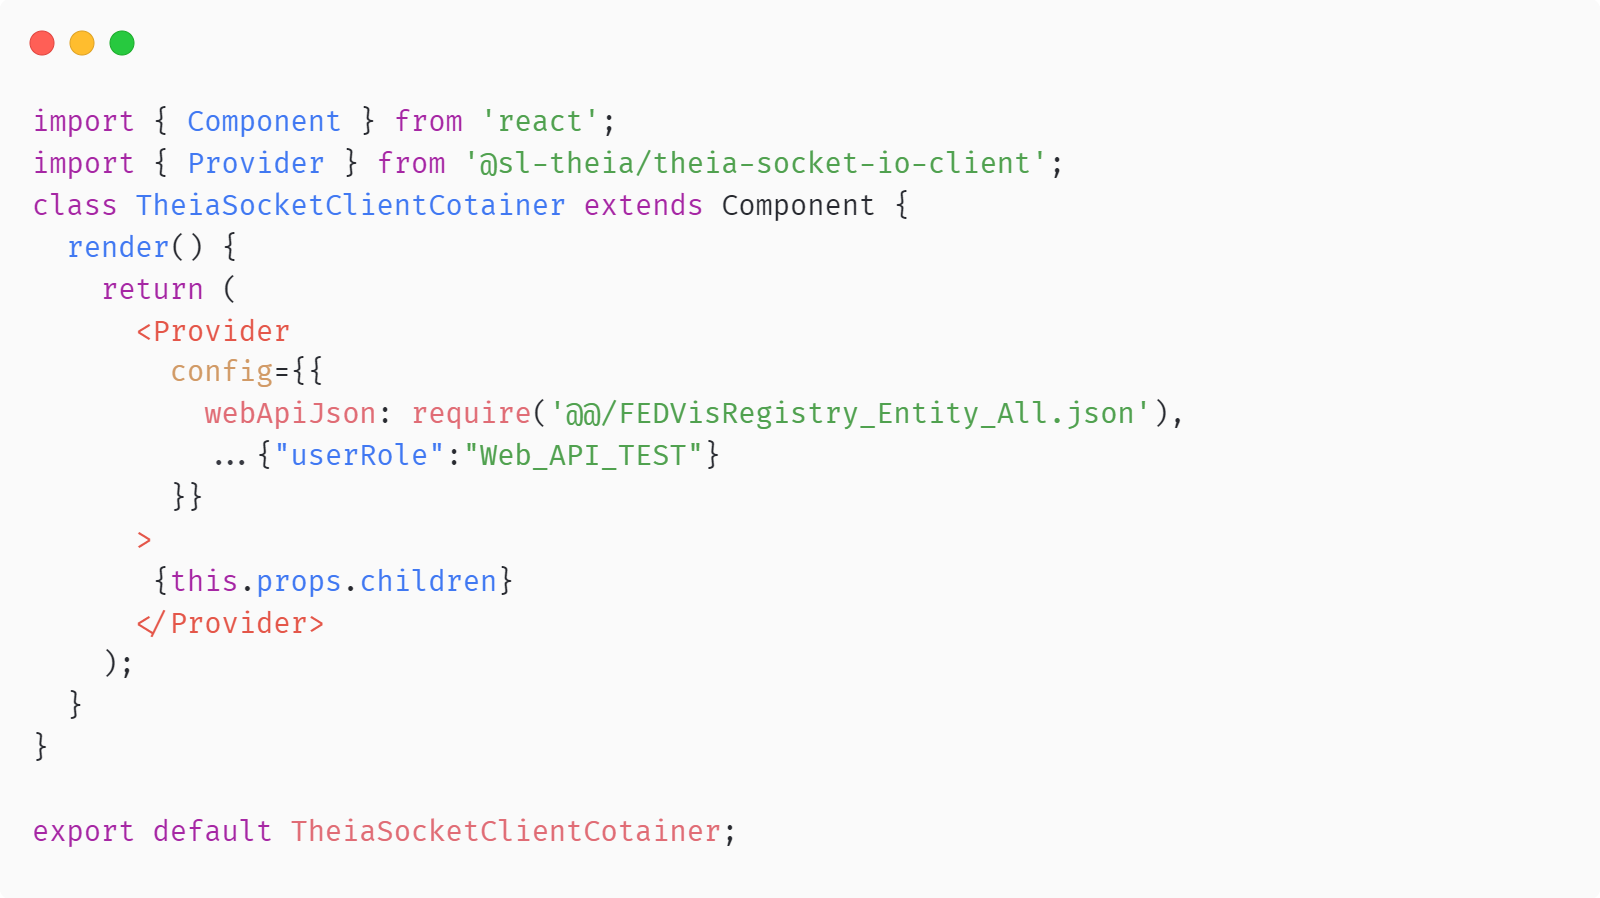 import { Component } from 'react';
import { Provider } from '@sl-theia/theia-socket-io-client';
class TheiaSocketClientCotainer extends Component {
  render() {
    return (
      <Provider
        config={{
          webApiJson: require('@@/FEDVisRegistry_Entity_All.json'),
          ...{"userRole":"Web_API_TEST"}
        }}
      >
       {this.props.children}
      </Provider>
    );
  }
}

export default TheiaSocketClientCotainer;